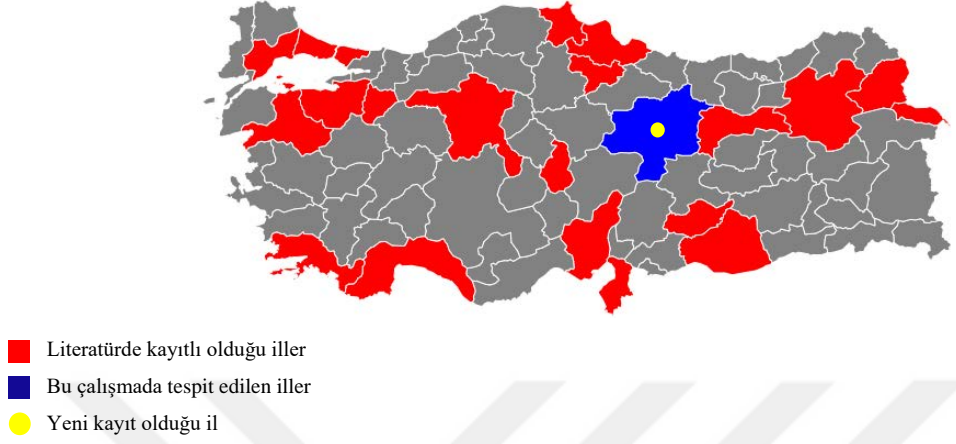 Literatürde kayıtlı olduğu iller
Bu çalışmada tespit edilen iller
Yeni kayıt olduğu il